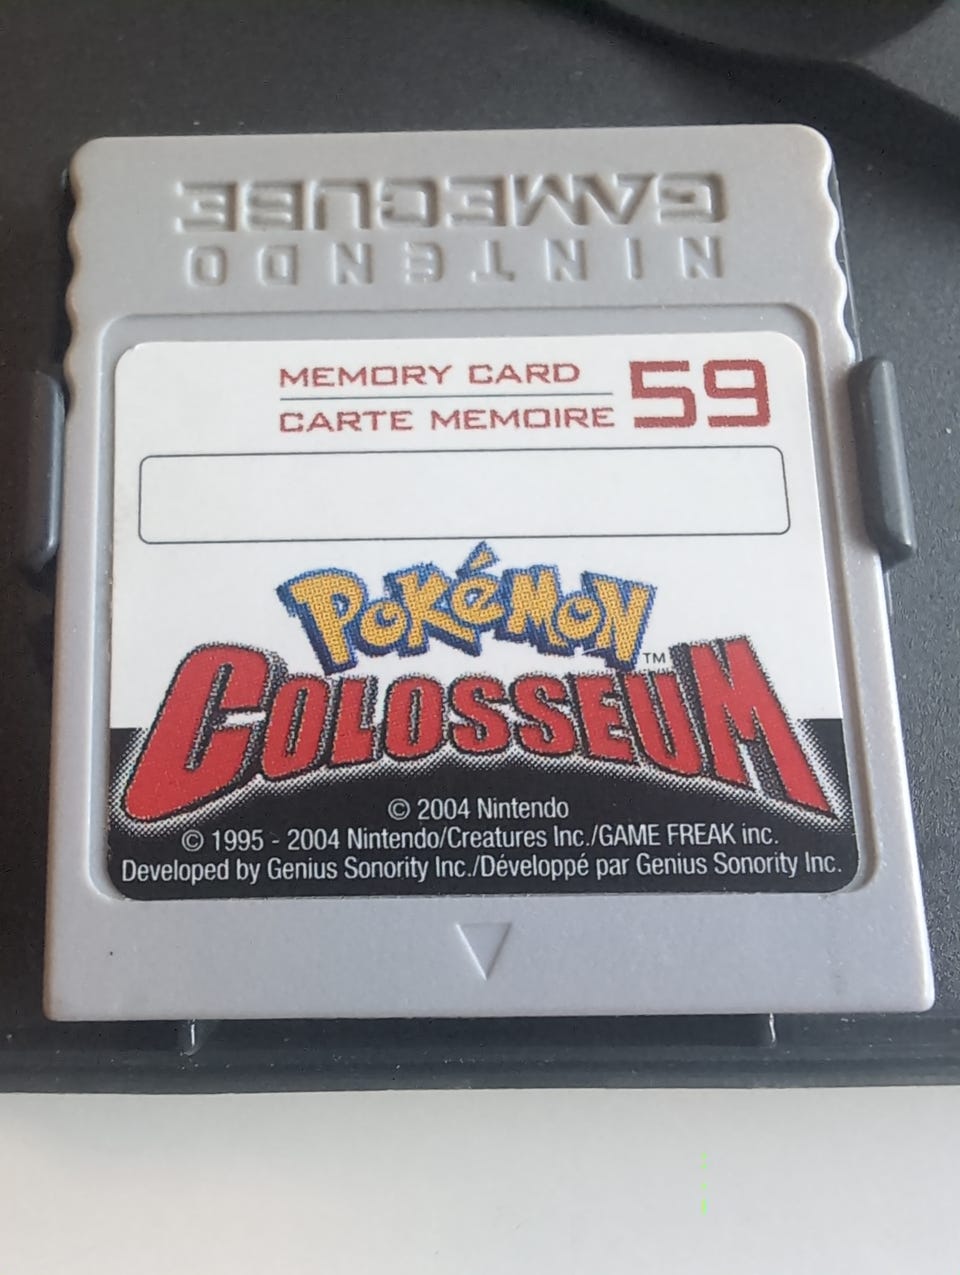 GAMECUBE
NINTENDO
MEMORY CARD 59
CARTE MEMOIRE
POKéMON
COLOSSEUM™
© 2004 Nintendo
© 1995 - 2004 Nintendo/Creatures Inc./GAME FREAK inc.
Developed by Genius Sonority Inc./Développé par Genius Sonority Inc.